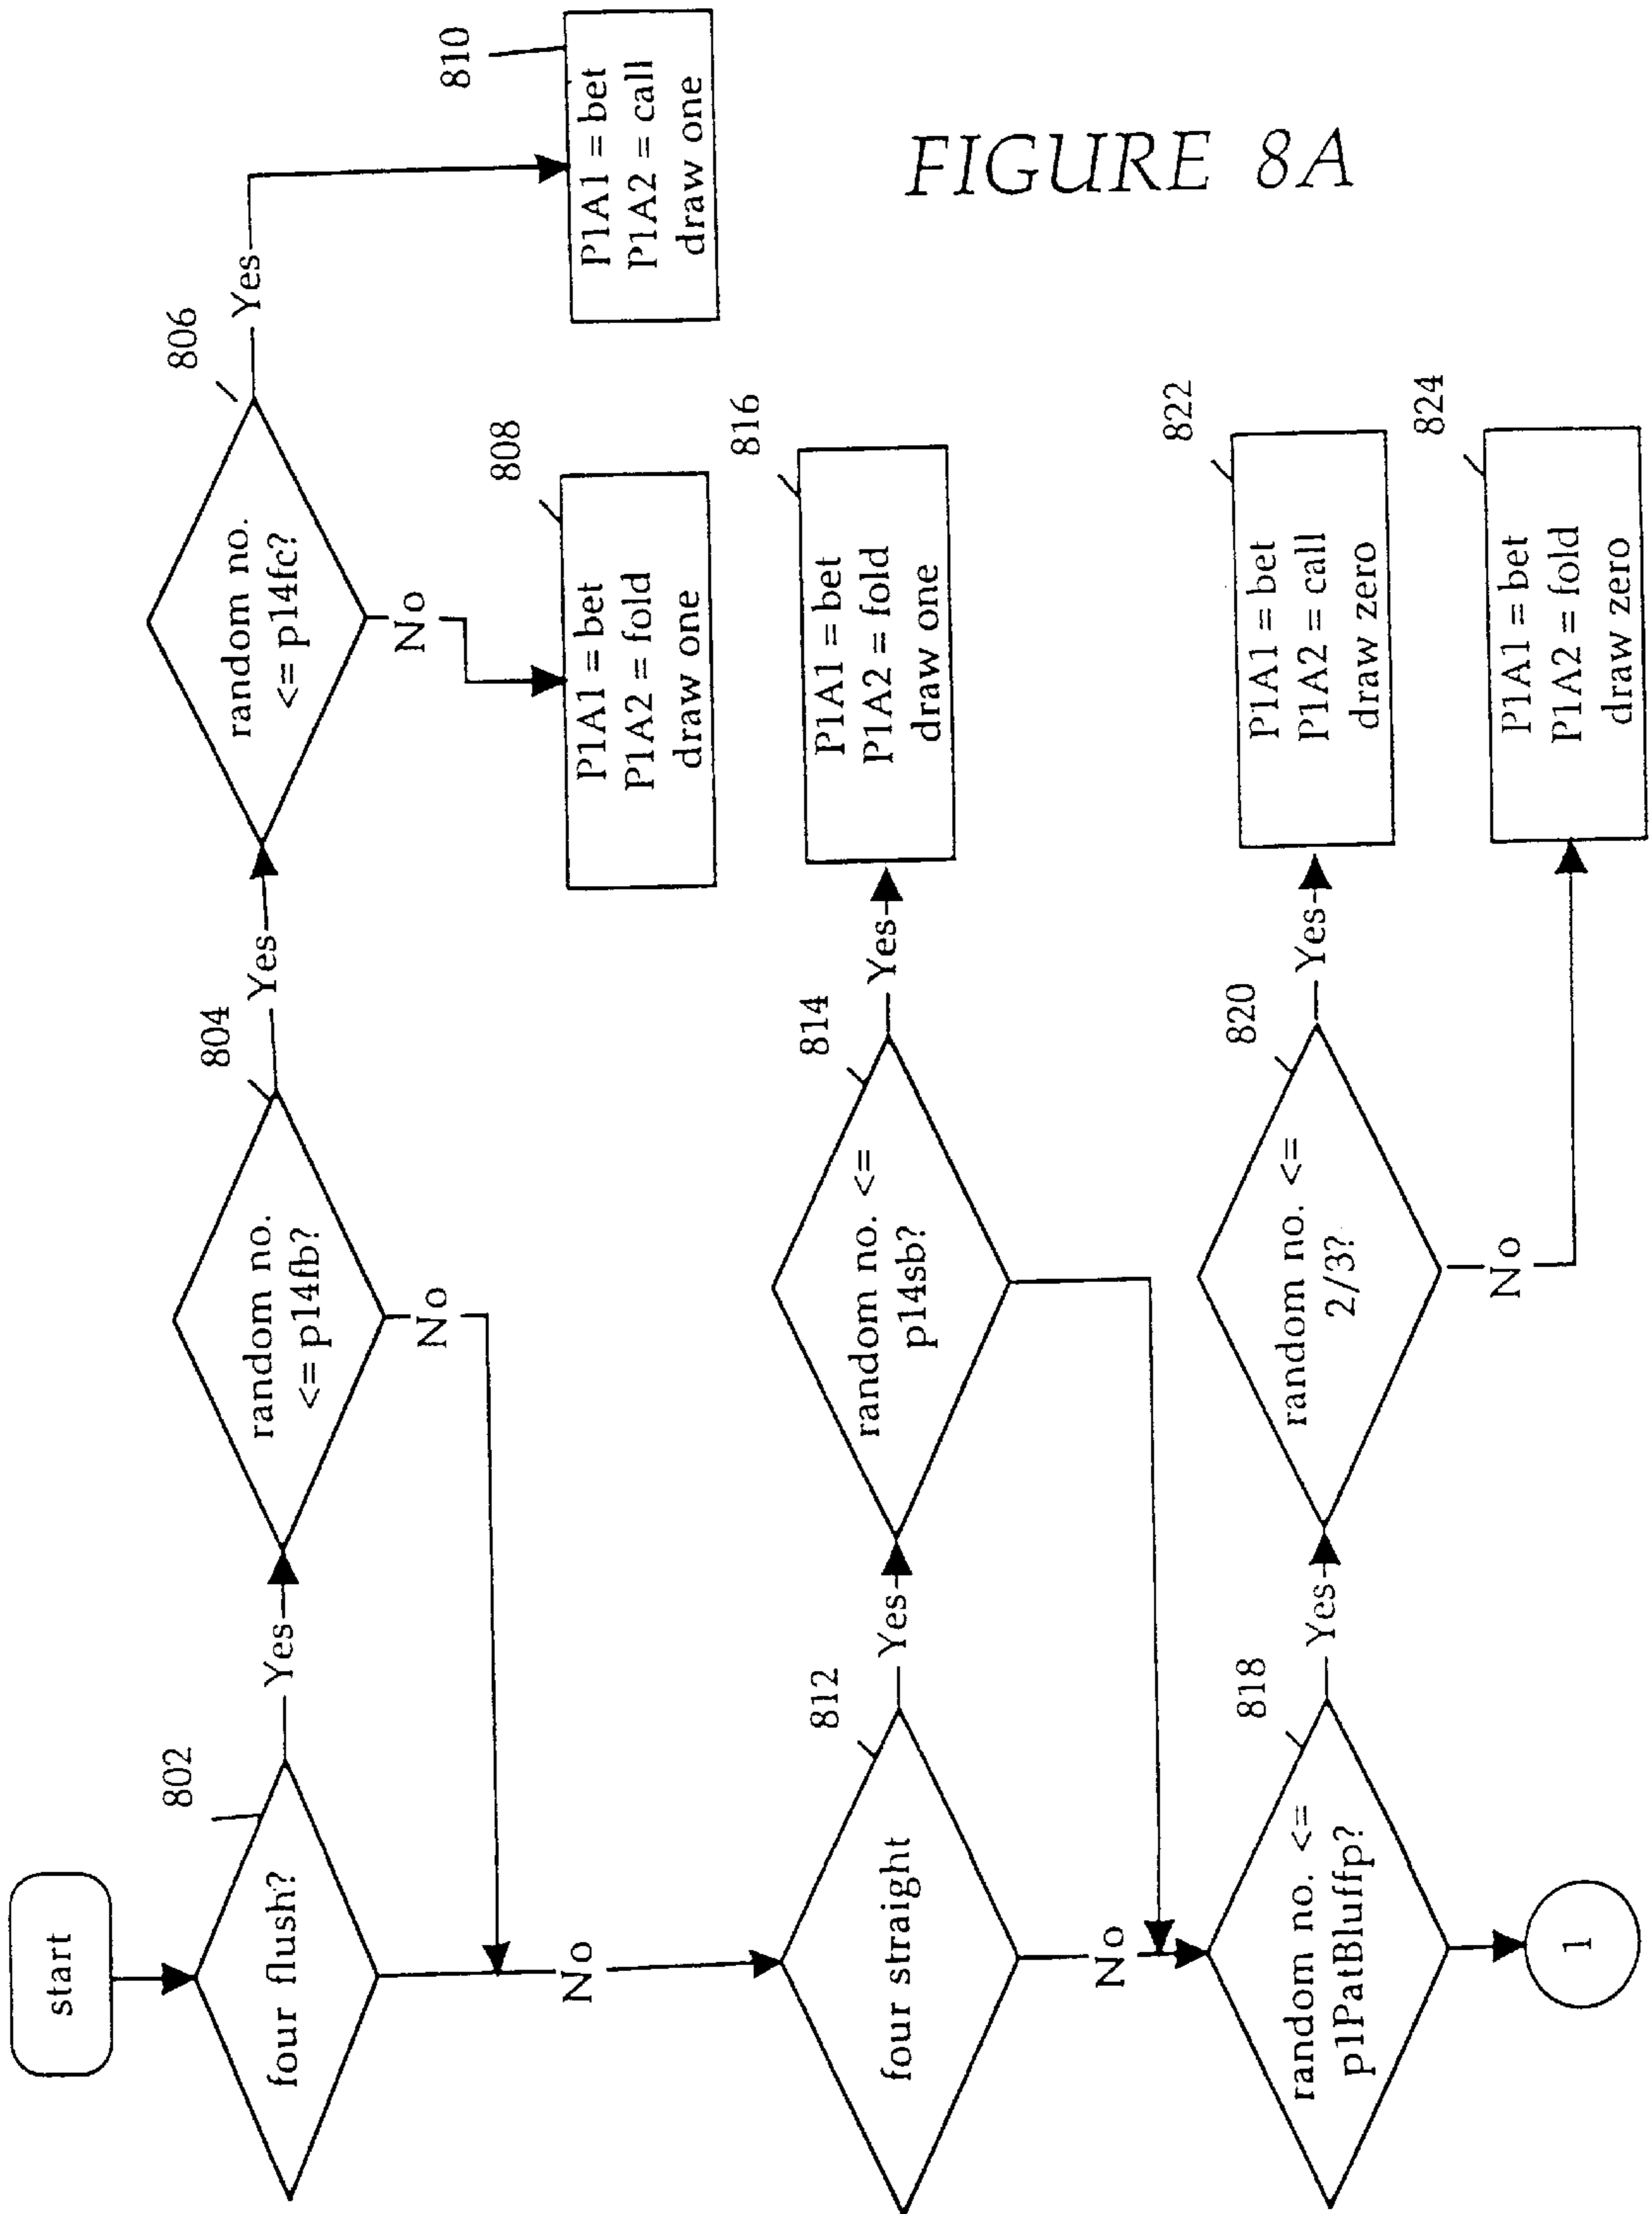 start
802
four flush?
Yes
804
random no.
<= p14fb?
Yes
806
random no.
<= p14fc?
Yes
810
P1A1 = bet
P1A2 = call
draw one
No
808
P1A1 = bet
P1A2 = fold
draw one
No
No
812
four straight
Yes
814
random no. <=
p14sb?
Yes
816
P1A1 = bet
P1A2 = fold
draw one
No
818
random no. <=
p1PatBluffp?
Yes
820
random no. <=
2/3?
Yes
822
P1A1 = bet
P1A2 = call
draw zero
No
824
P1A1 = bet
P1A2 = fold
draw zero
1
FIGURE 8A